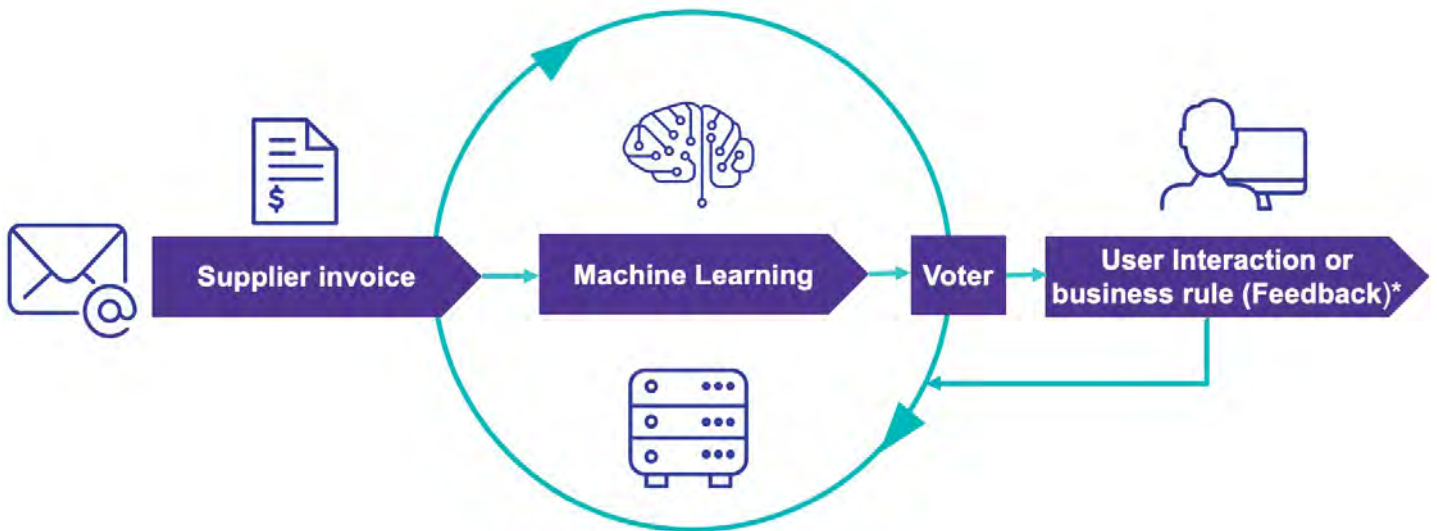 $
@
Supplier invoice
Machine Learning
Voter
User Interaction or
business rule (Feedback)*